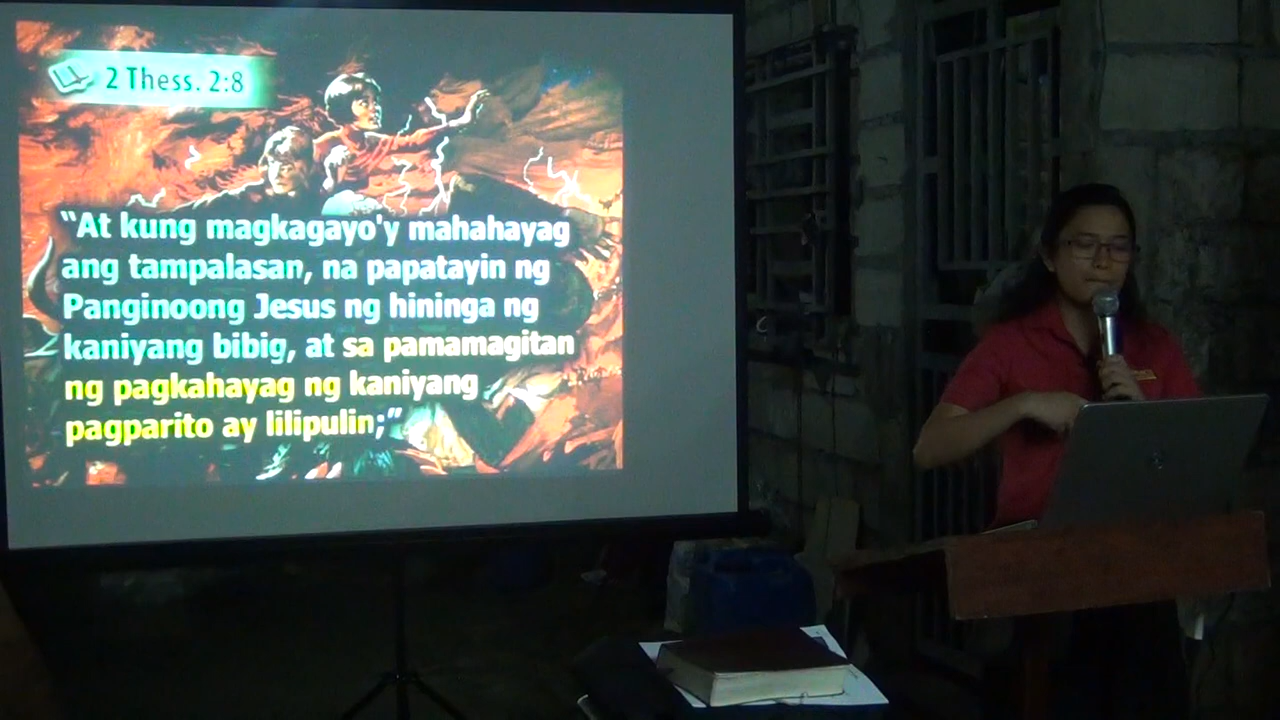 2 Thess. 2:8
“At kung magkagayo'y mahahayag
ang tampalasan, na papatayin ng
Panginoong Jesus ng hininga ng
kaniyang bibig, at sa pamamagitan
ng pagkahayag ng kaniyang
pagparito ay lilipulin;”